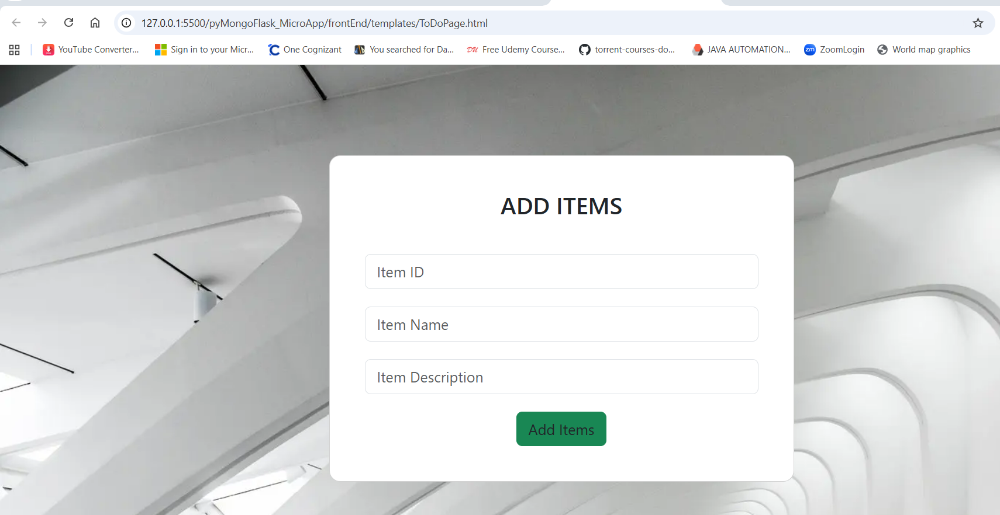 127.0.0.1:5500/pyMongoFlask_MicroApp/frontEnd/templates/ToDoPage.html
YouTube Converter... Sign in to your Micr... One Cognizant You searched for Da... DU Free Udemy Course... torrent-courses-do... JAVA AUTOMATION... zm ZoomLogin World map graphics
ADD ITEMS
Item ID
Item Name
Item Description
Add Items